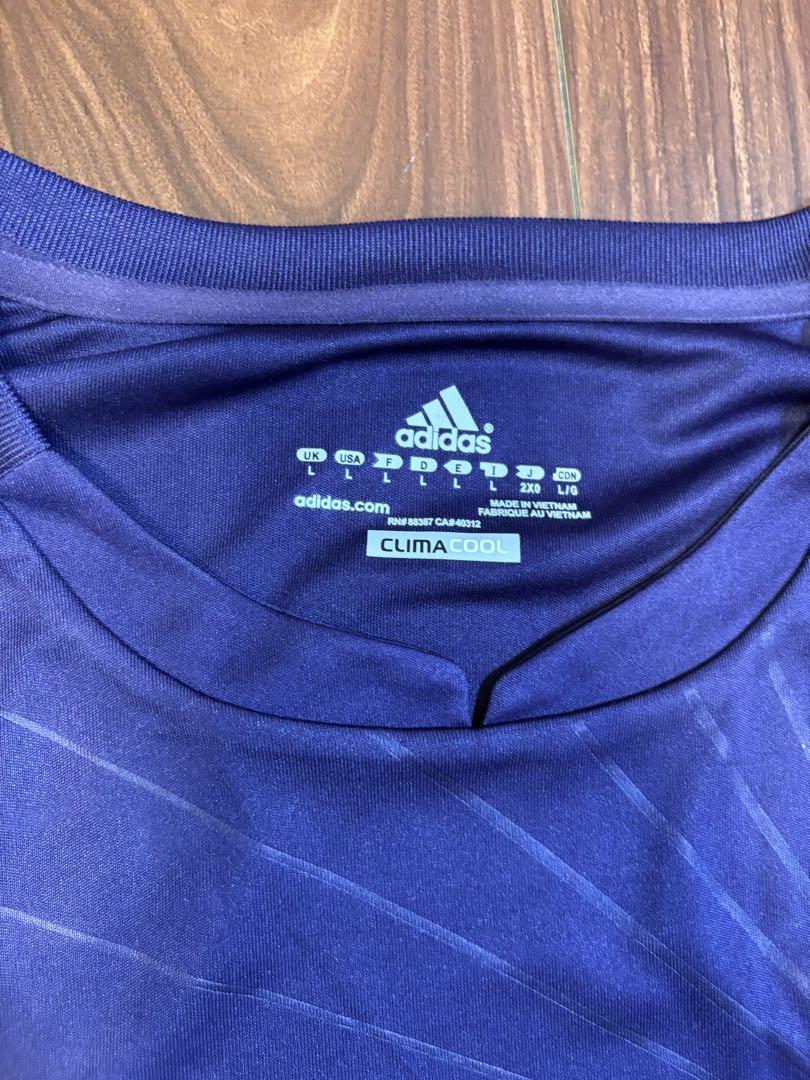 adidas®
UK USA F D E I J CDN
L L L L L L 2XO L/G
adidas.com
MADE IN VIETNAM
FABRIQUE AU VIETNAM
RN# 88387 CA# 40312
CLIMACOOL